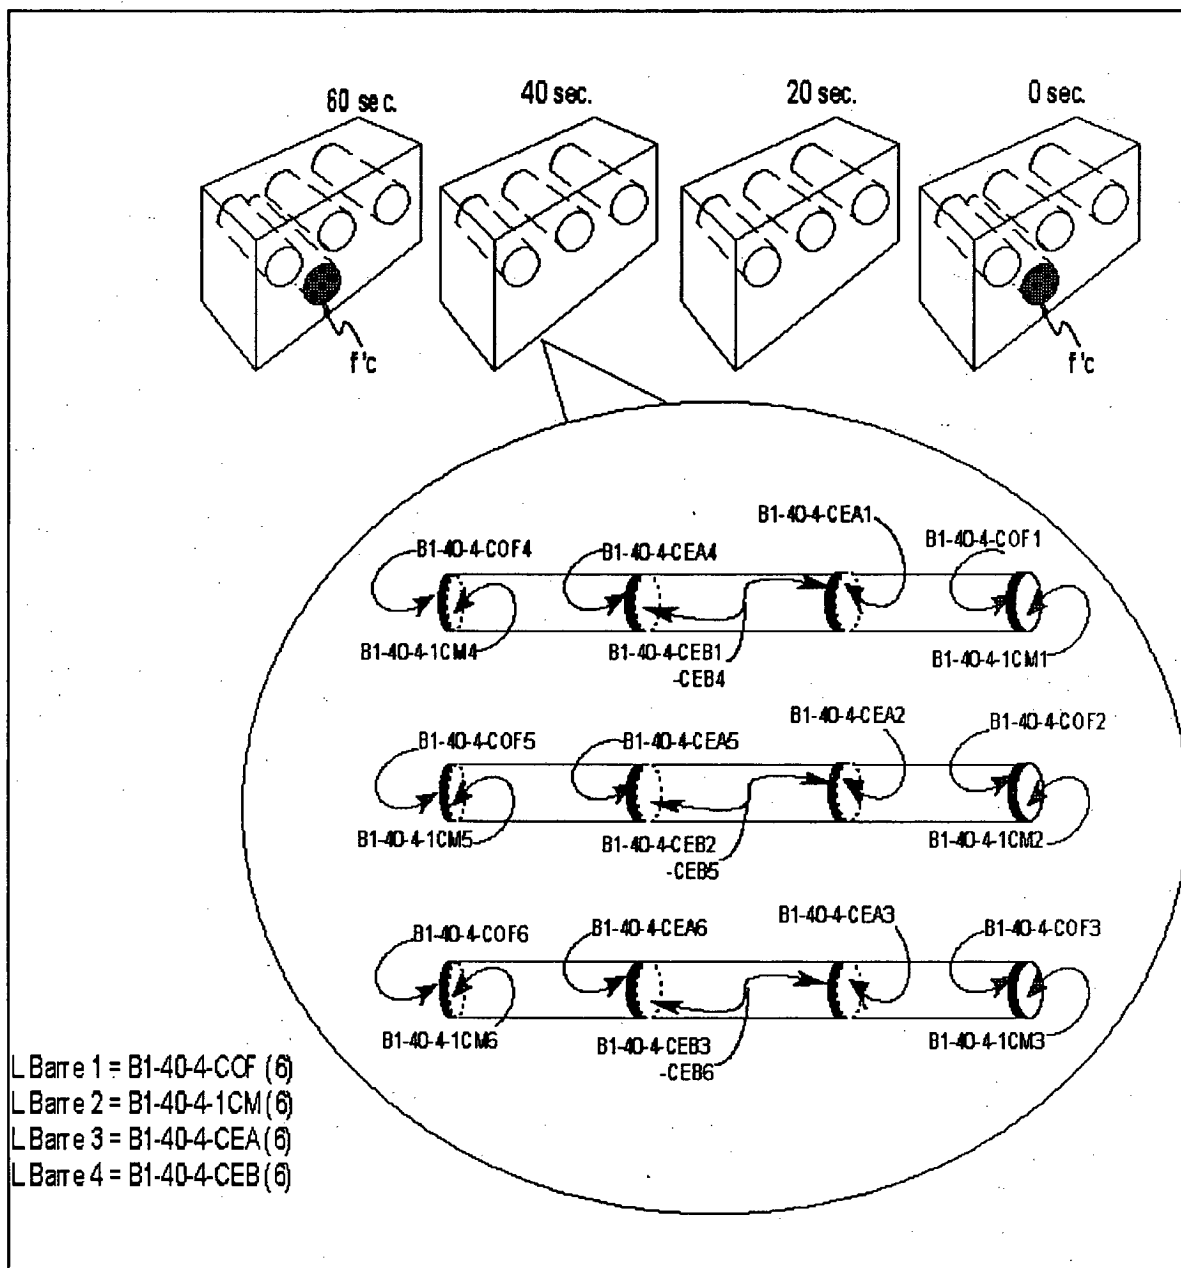 60 sec.
40 sec.
20 sec.
0 sec.
f'c
f'c
B1-40-4-CEA1
B1-40-4-COF4
B1-40-4-CEA4
B1-40-4-COF1
B1-40-4-1CM4
B1-40-4-CEB1
-CEB4
B1-40-4-1CM1
B1-40-4-CEA2
B1-40-4-COF2
B1-40-4-COF5
B1-40-4-CEA5
B1-40-4-1CM5
B1-40-4-CEB2
-CEB5
B1-40-4-1CM2
B1-40-4-CEA3
B1-40-4-COF3
B1-40-4-COF6
B1-40-4-CEA6
B1-40-4-1CM6
B1-40-4-CEB3
-CEB6
B1-40-4-1CM3
L Barre 1 = B1-40-4-COF (6)
L Barre 2 = B1-40-4-1CM (6)
L Barre 3 = B1-40-4-CEA (6)
L Barre 4 = B1-40-4-CEB (6)